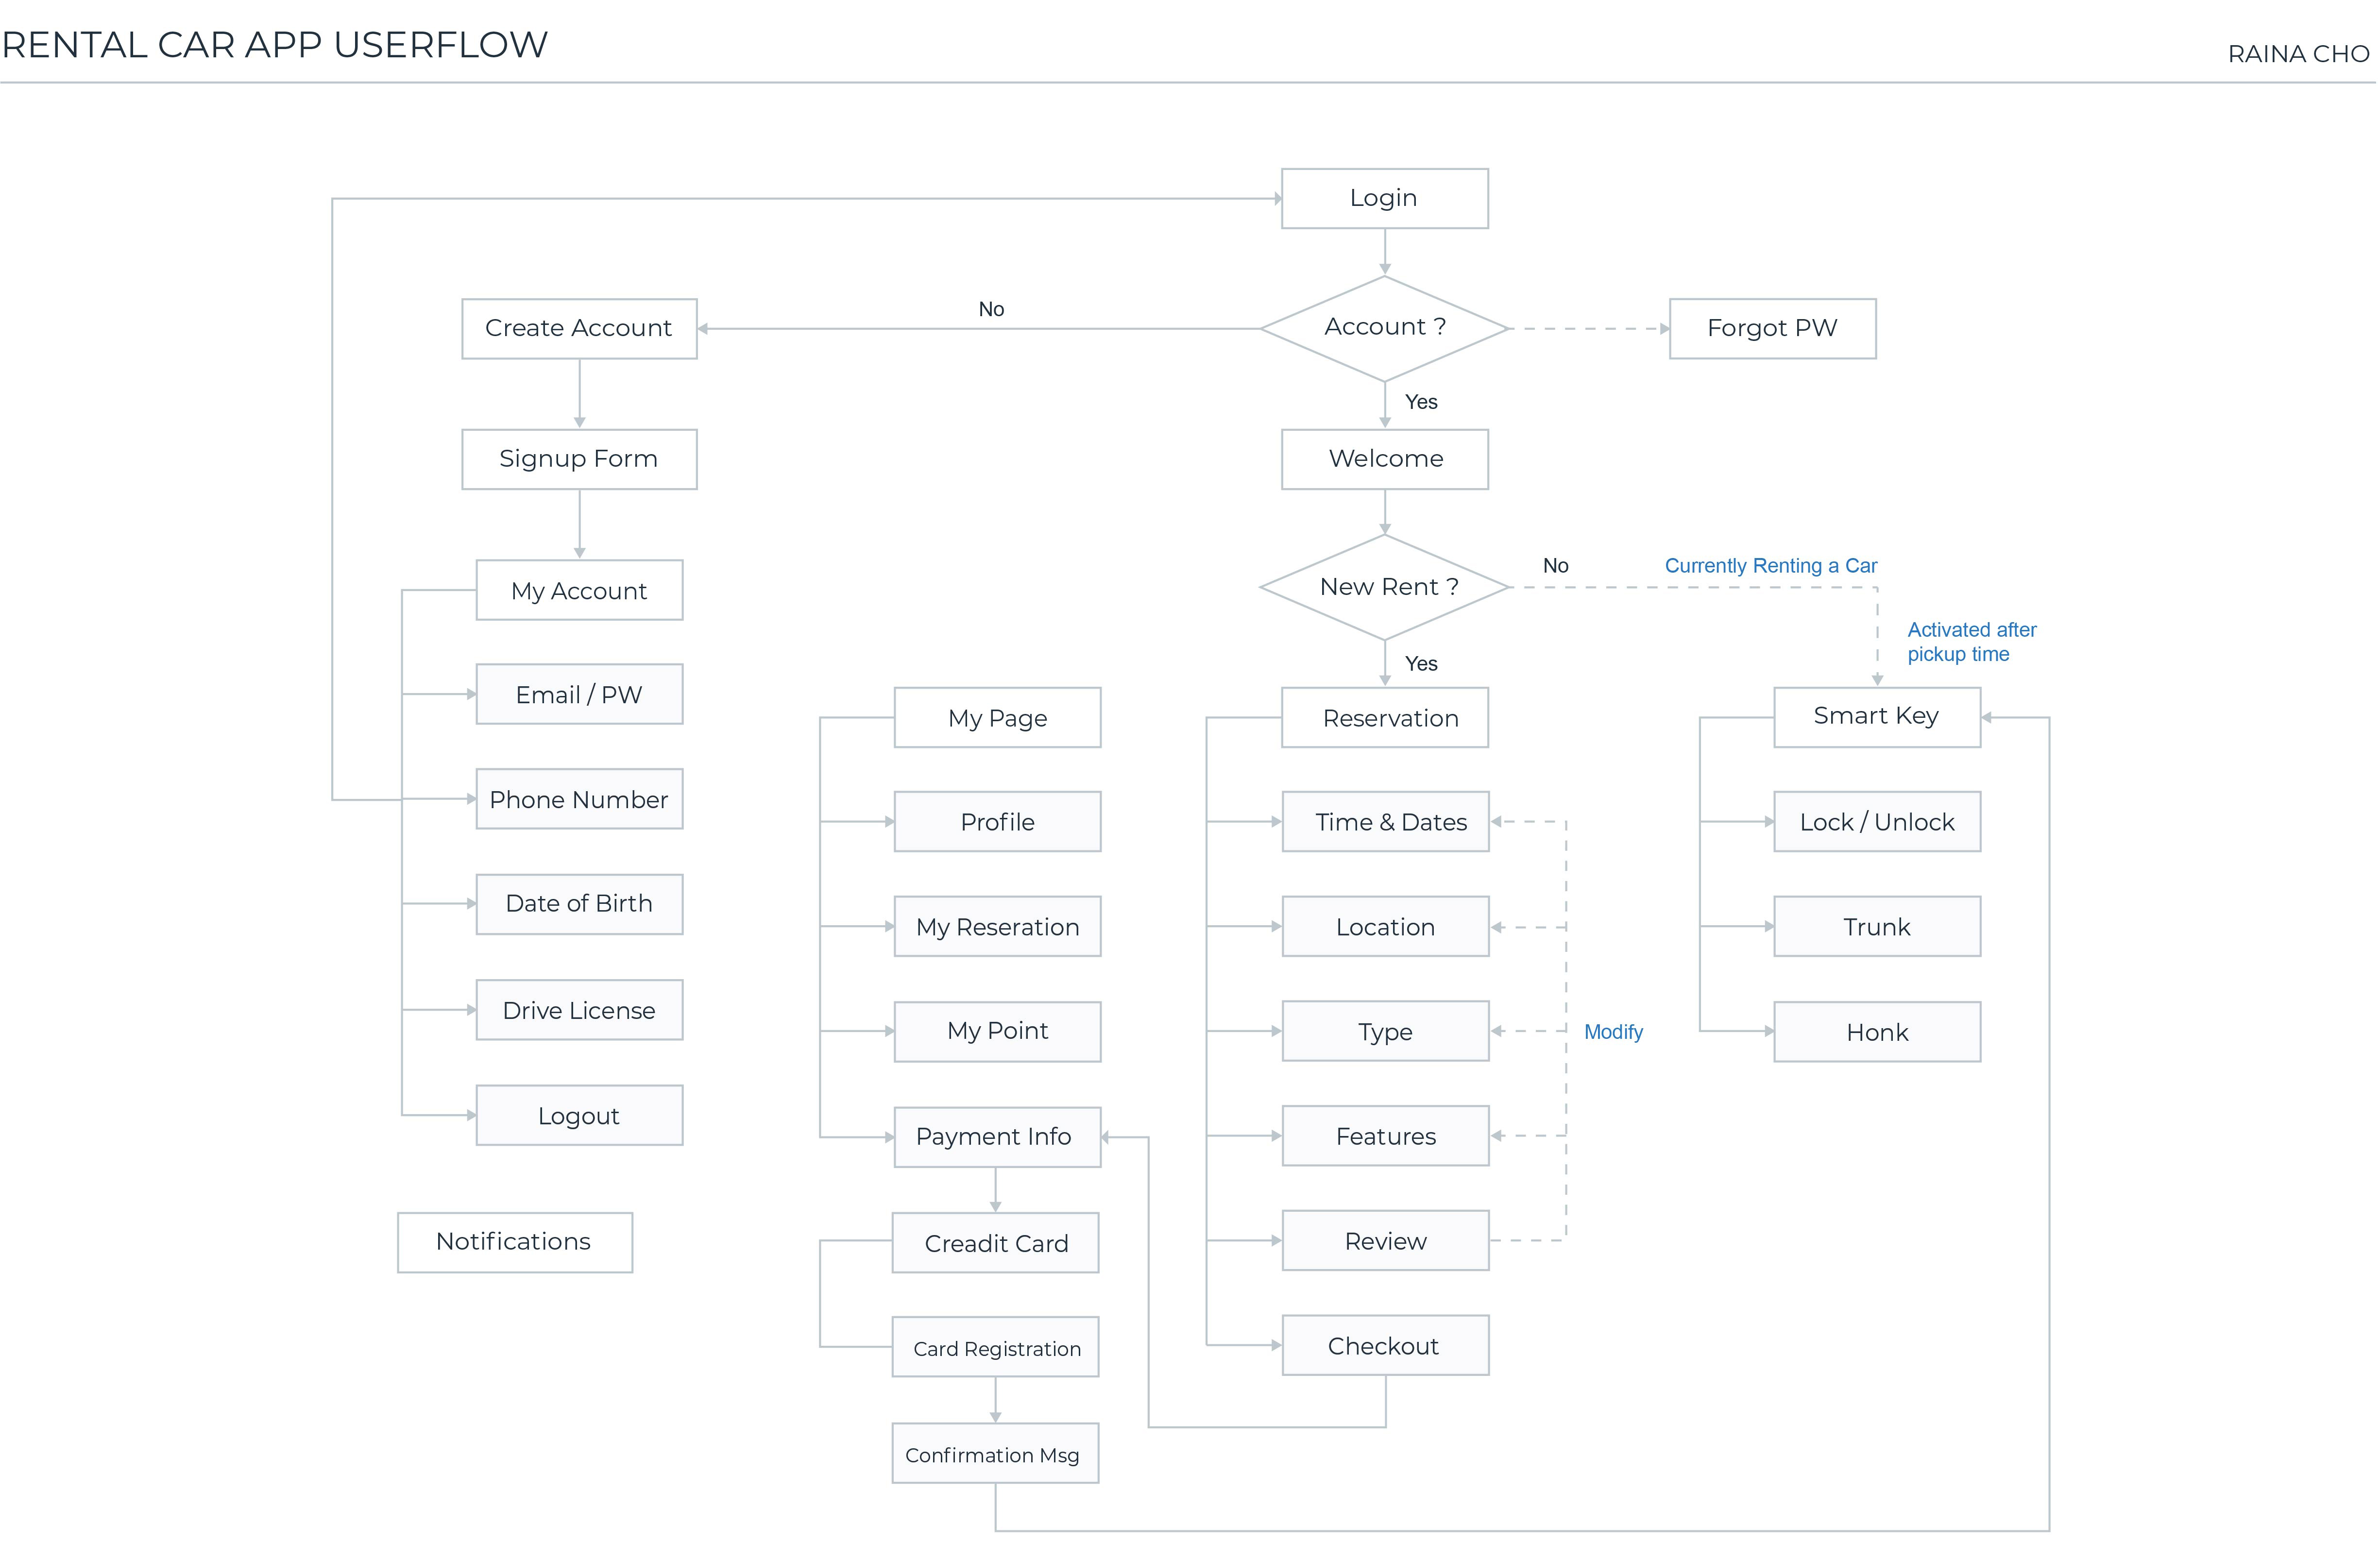 RENTAL CAR APP USERFLOW
RAINA CHO
Login
No
Create Account
Account ?
Forgot PW
Yes
Signup Form
Welcome
My Account
New Rent ?
No
Currently Renting a Car
Activated after
pickup time
Yes
Email / PW
Phone Number
Date of Birth
Drive License
Logout
Notifications
My Page
Profile
My Reseration
My Point
Payment Info
Creadit Card
Card Registration
Confirmation Msg
Reservation
Time & Dates
Location
Type
Features
Review
Checkout
Modify
Smart Key
Lock / Unlock
Trunk
Honk